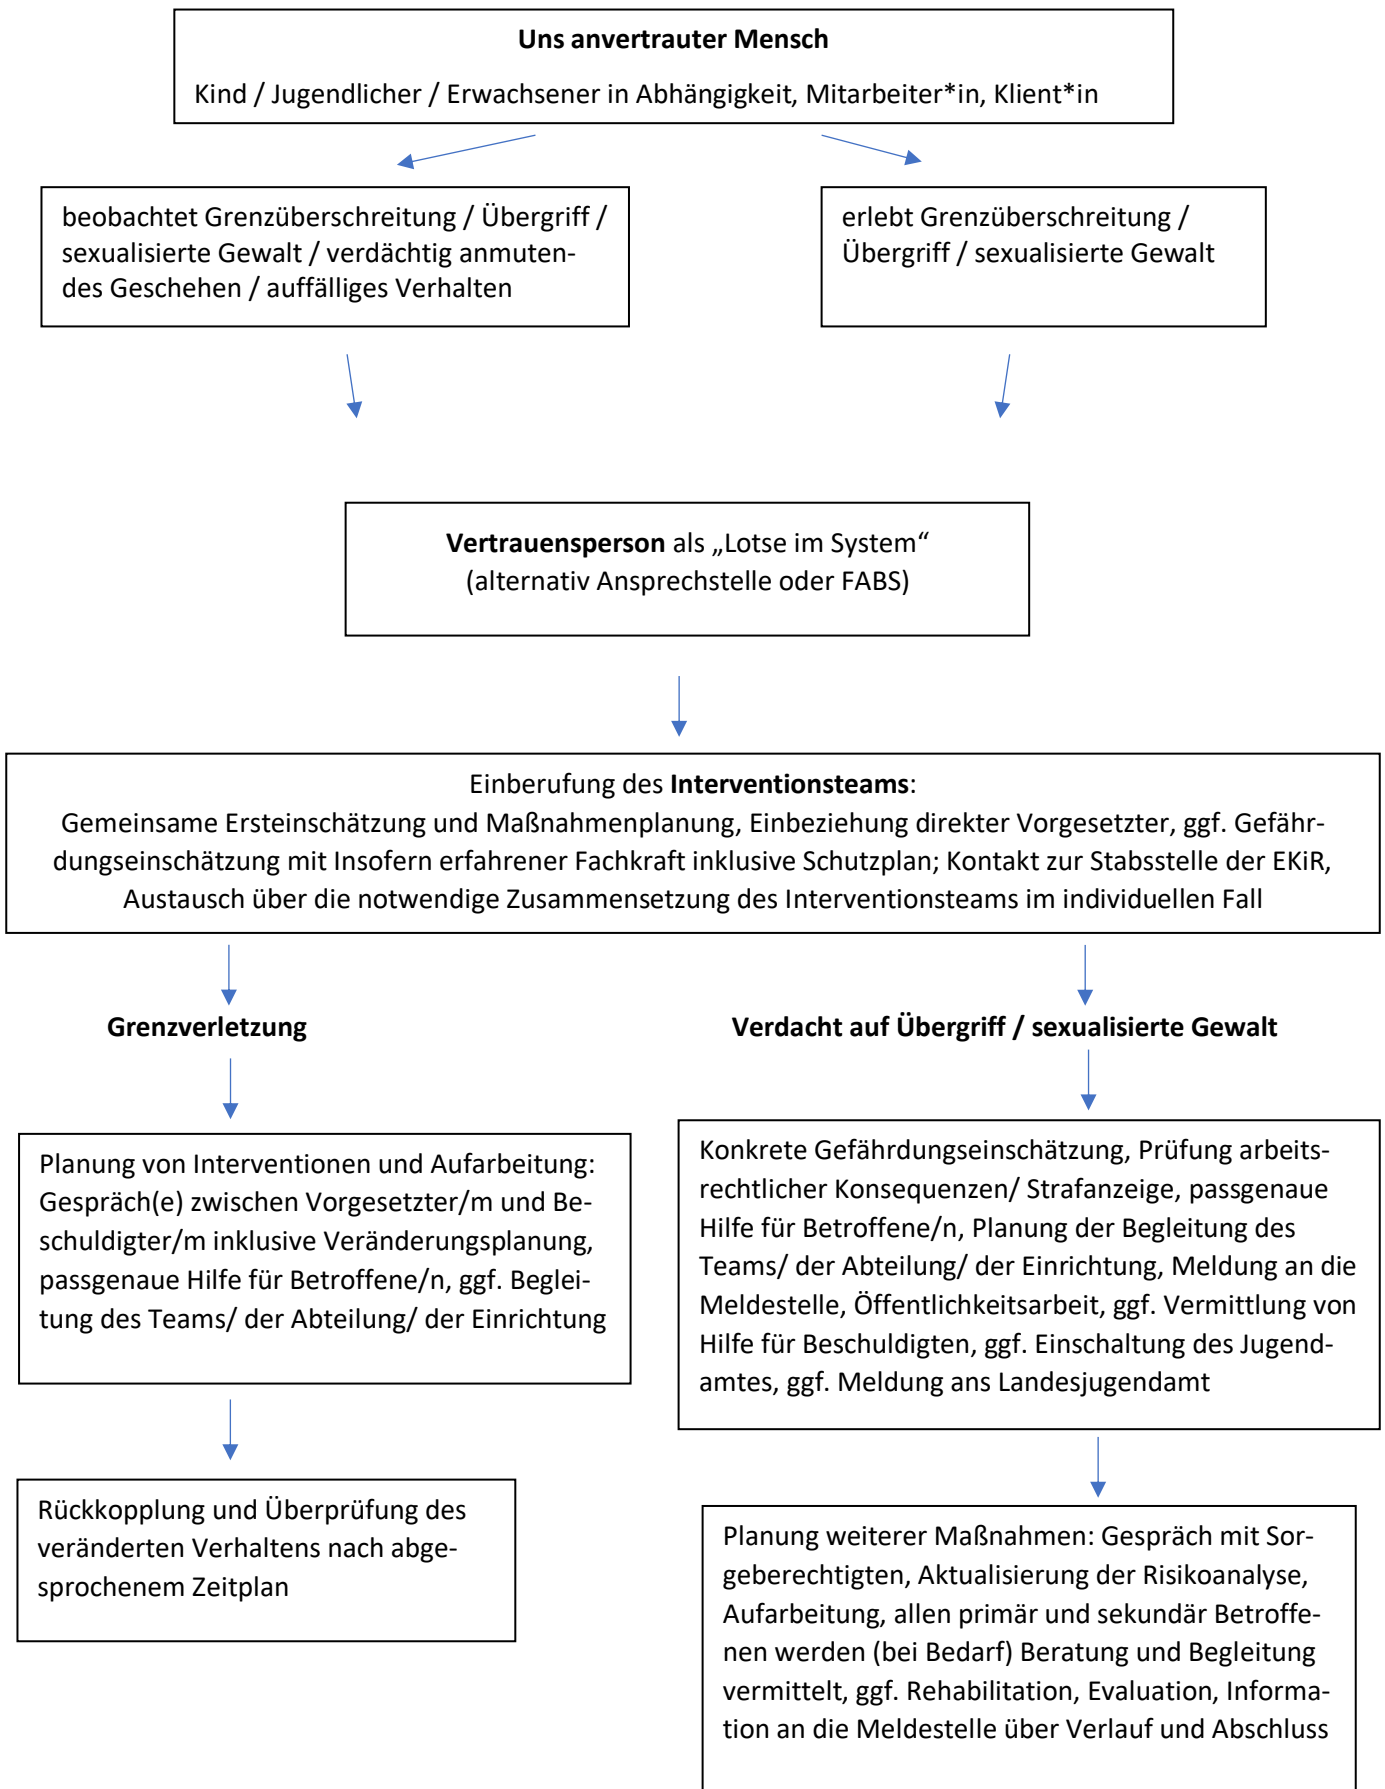 Uns anvertrauter Mensch
Kind / Jugendlicher / Erwachsener in Abhängigkeit, Mitarbeiter*in, Klient*in
beobachtet Grenzüberschreitung / Übergriff /
sexualisierte Gewalt / verdächtig anmuten-
des Geschehen / auffälliges Verhalten
erlebt Grenzüberschreitung /
Übergriff / sexualisierte Gewalt
Vertrauensperson als „Lotse im System“
(alternativ Ansprechstelle oder FABS)
Einberufung des Interventionsteams:
Gemeinsame Ersteinschätzung und Maßnahmenplanung, Einbeziehung direkter Vorgesetzter, ggf. Gefähr-
dungseinschätzung mit Insofern erfahrener Fachkraft inklusive Schutzplan; Kontakt zur Stabsstelle der EKiR,
Austausch über die notwendige Zusammensetzung des Interventionsteams im individuellen Fall
Grenzverletzung
Verdacht auf Übergriff / sexualisierte Gewalt
Planung von Interventionen und Aufarbeitung:
Gespräch(e) zwischen Vorgesetzter/m und Be-
schuldigter/m inklusive Veränderungsplanung,
passgenaue Hilfe für Betroffene/n, ggf. Beglei-
tung des Teams/ der Abteilung/ der Einrichtung
Konkrete Gefährdungseinschätzung, Prüfung arbeits-
rechtlicher Konsequenzen/ Strafanzeige, passgenaue
Hilfe für Betroffene/n, Planung der Begleitung des
Teams/ der Abteilung/ der Einrichtung, Meldung an die
Meldestelle, Öffentlichkeitsarbeit, ggf. Vermittlung von
Hilfe für Beschuldigten, ggf. Einschaltung des Jugend-
amtes, ggf. Meldung ans Landesjugendamt
Rückkopplung und Überprüfung des
veränderten Verhaltens nach abge-
sprochenem Zeitplan
Planung weiterer Maßnahmen: Gespräch mit Sor-
geberechtigten, Aktualisierung der Risikoanalyse,
Aufarbeitung, allen primär und sekundär Betroffe-
nen werden (bei Bedarf) Beratung und Begleitung
vermittelt, ggf. Rehabilitation, Evaluation, Informa-
tion an die Meldestelle über Verlauf und Abschluss